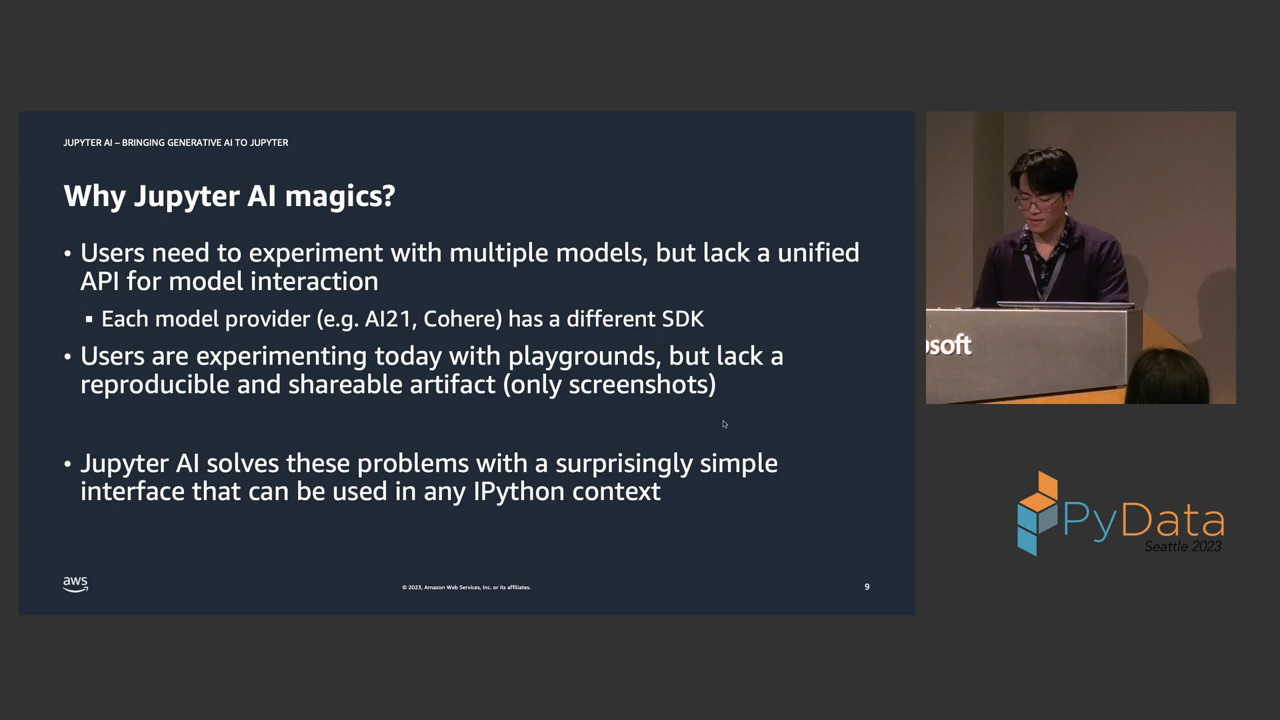 JUPYTER AI – BRINGING GENERATIVE AI TO JUPYTER
Why Jupyter AI magics?
• Users need to experiment with multiple models, but lack a unified
API for model interaction
▪ Each model provider (e.g. AI21, Cohere) has a different SDK
• Users are experimenting today with playgrounds, but lack a
reproducible and shareable artifact (only screenshots)
• Jupyter AI solves these problems with a surprisingly simple
interface that can be used in any IPython context
aws
© 2023, Amazon Web Services, Inc. or its affiliates.
9
osoft
PyData
Seattle 2023